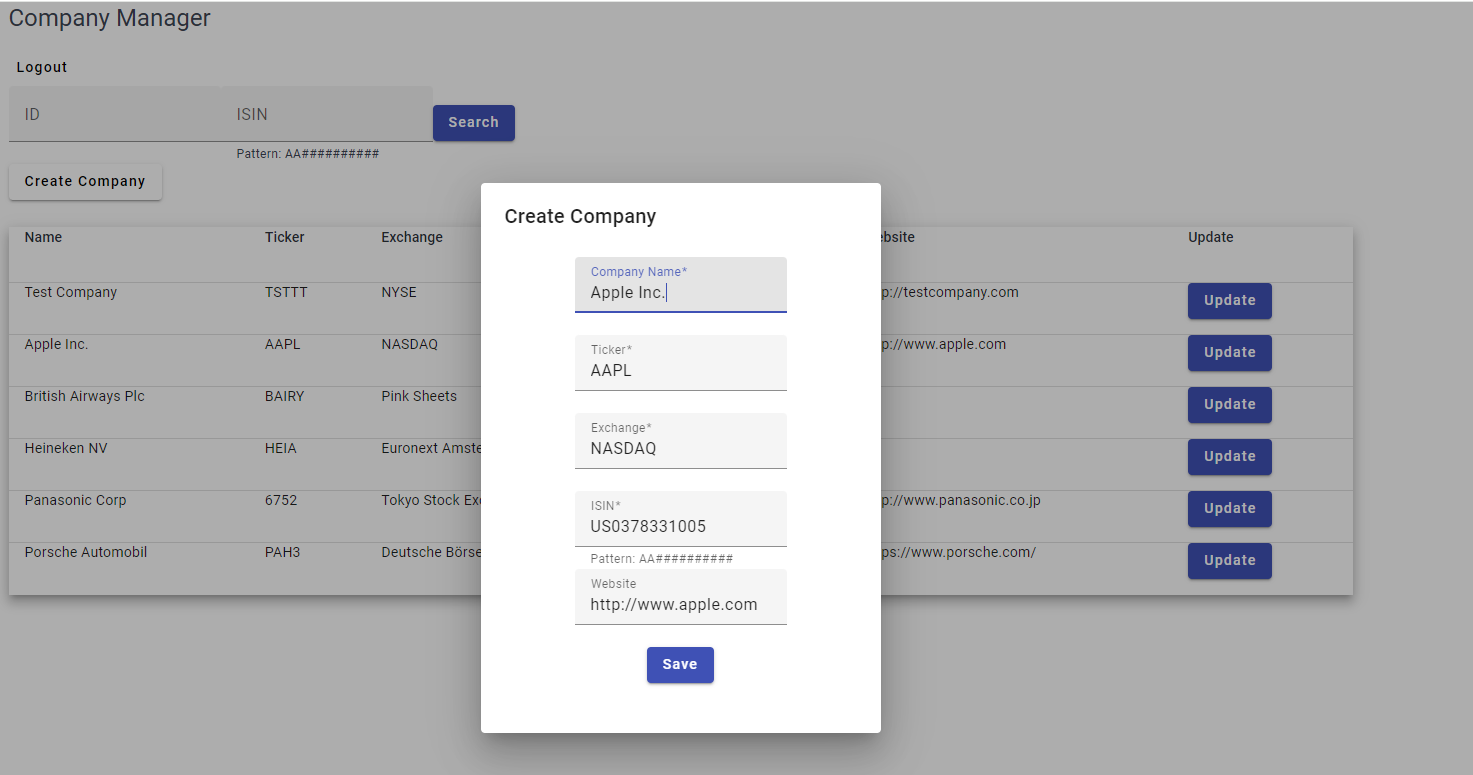 Company Manager
Logout
ID ISIN Search
Pattern: AA##########
Create Company
Name Ticker Exchange ebsite Update
Test Company TSTTT NYSE p://testcompany.com Update
Apple Inc. AAPL NASDAQ p://www.apple.com Update
British Airways Plc BAIRY Pink Sheets Update
Heineken NV HEIA Euronext Amste Update
Panasonic Corp 6752 Tokyo Stock Exc p://www.panasonic.co.jp Update
Porsche Automobil PAH3 Deutsche Börse ps://www.porsche.com/ Update
Create Company
Company Name*
Apple Inc.
Ticker*
AAPL
Exchange*
NASDAQ
ISIN*
US0378331005
Pattern: AA##########
Website
http://www.apple.com
Save